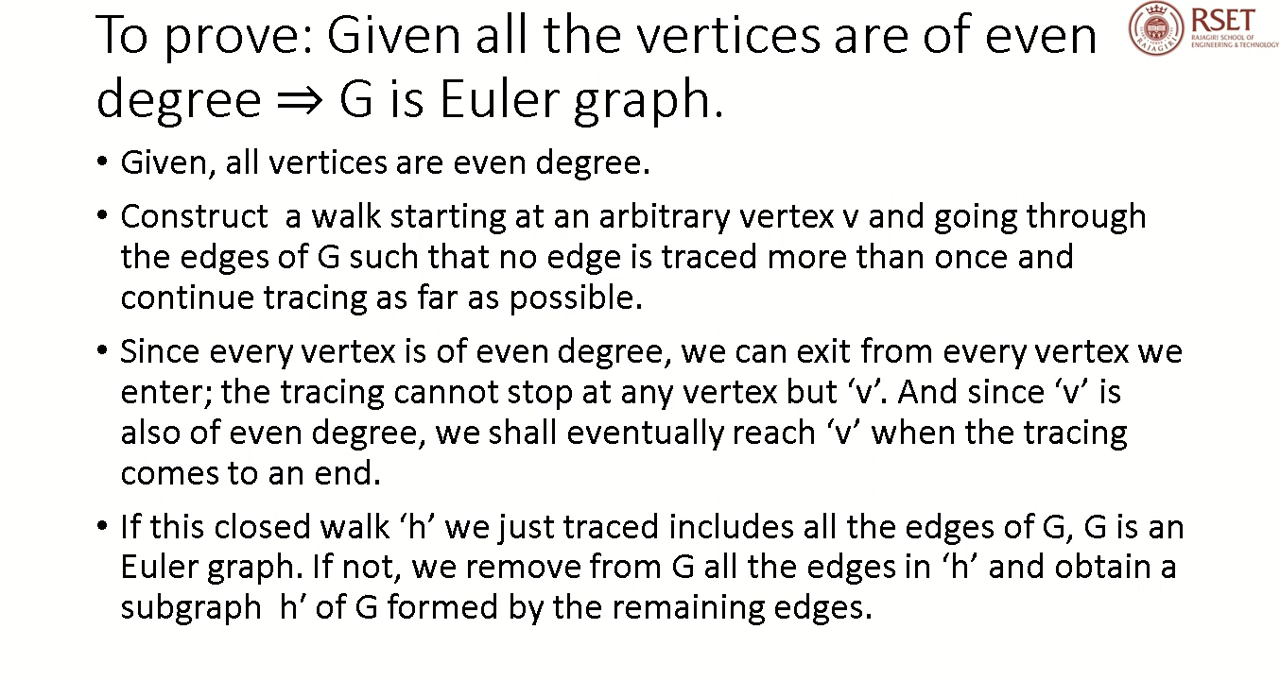 To prove: Given all the vertices are of even
degree ⇒ G is Euler graph.
RSET
RAJAGIRI SCHOOL OF
ENGINEERING & TECHNOLOGY
RAJAGIRI
• Given, all vertices are even degree.
• Construct a walk starting at an arbitrary vertex v and going through
the edges of G such that no edge is traced more than once and
continue tracing as far as possible.
• Since every vertex is of even degree, we can exit from every vertex we
enter; the tracing cannot stop at any vertex but ‘v’. And since ‘v’ is
also of even degree, we shall eventually reach ‘v’ when the tracing
comes to an end.
• If this closed walk ‘h’ we just traced includes all the edges of G, G is an
Euler graph. If not, we remove from G all the edges in ‘h’ and obtain a
subgraph h’ of G formed by the remaining edges.